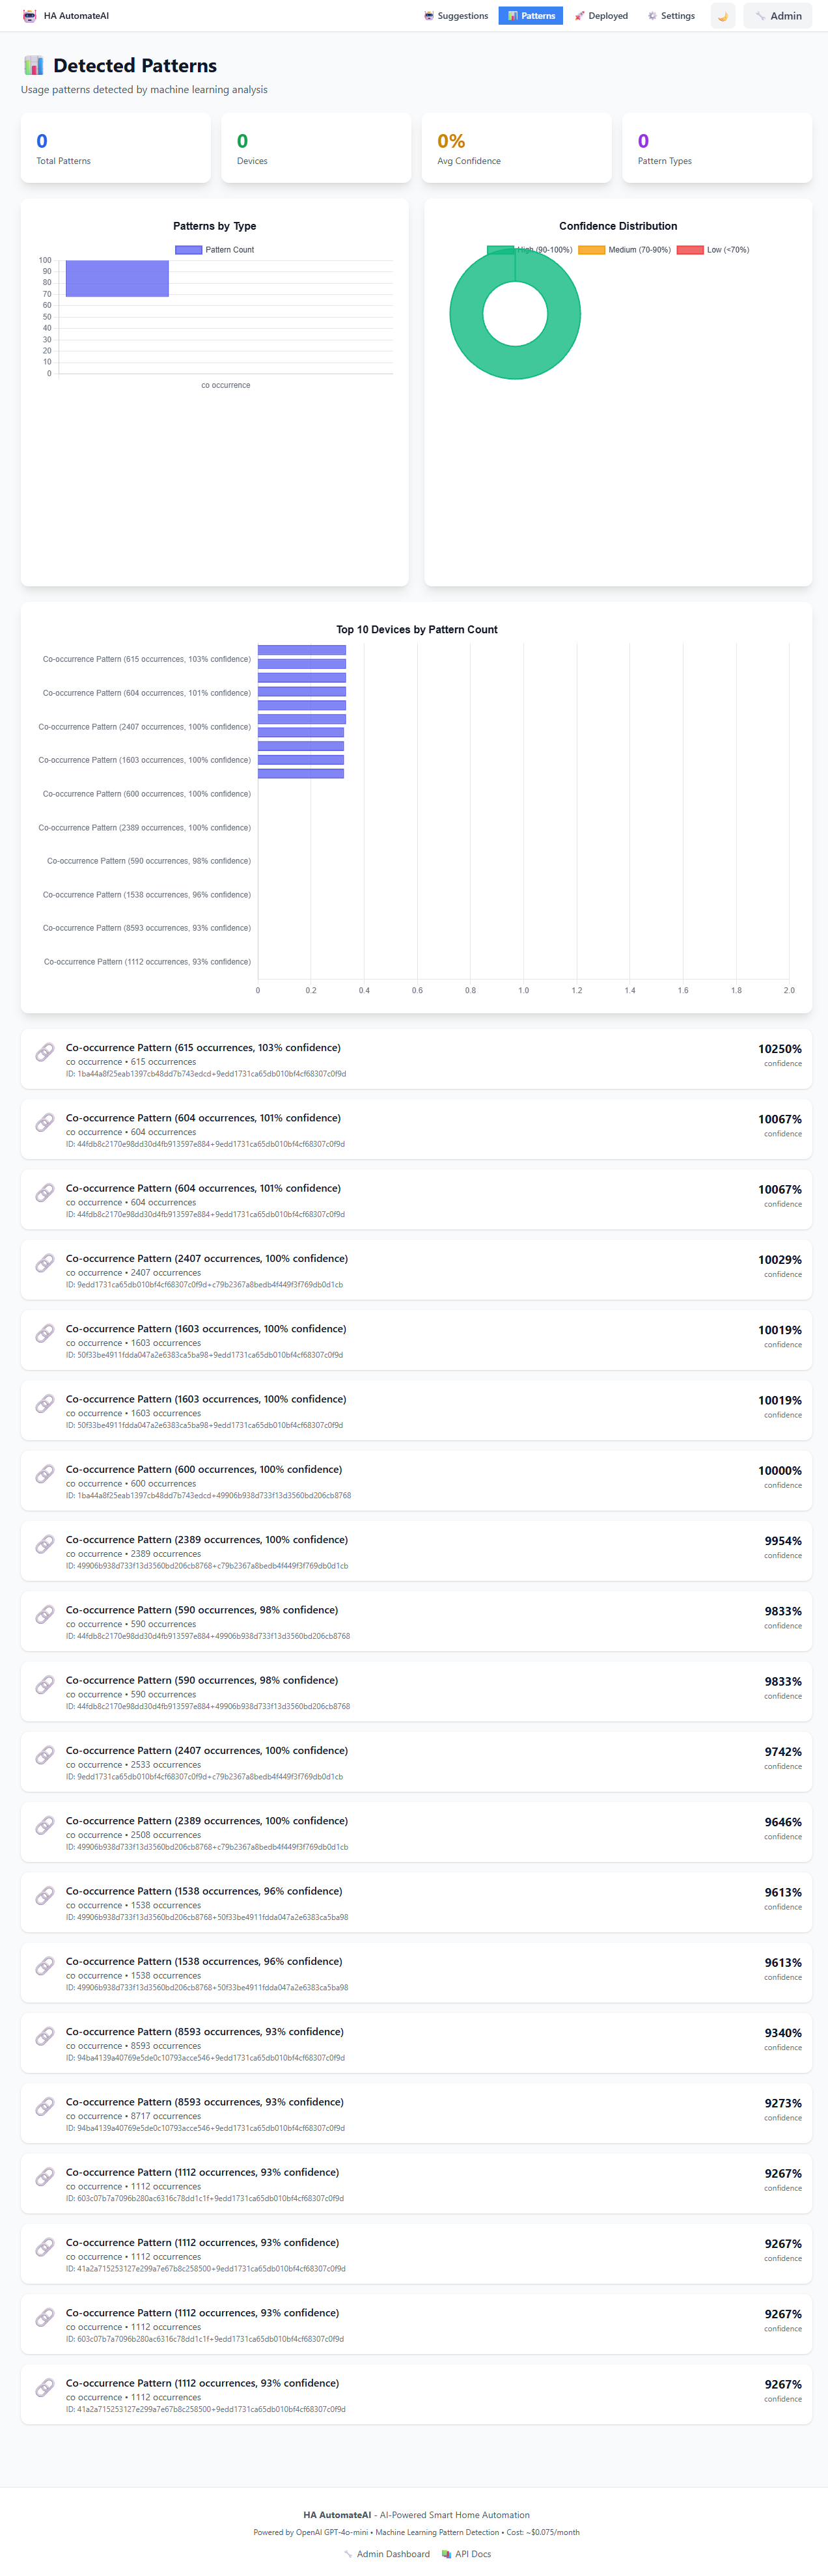 HA AutomateAI
Suggestions
Patterns
Deployed
Settings
Admin
Detected Patterns
Usage patterns detected by machine learning analysis
0
Total Patterns
0
Devices
0%
Avg Confidence
0
Pattern Types
Patterns by Type
Pattern Count
100
90
80
70
60
50
40
30
20
10
0
co occurrence
Confidence Distribution
High (90-100%)
Medium (70-90%)
Low (<70%)
Top 10 Devices by Pattern Count
Co-occurrence Pattern (615 occurrences, 103% confidence)
Co-occurrence Pattern (604 occurrences, 101% confidence)
Co-occurrence Pattern (2407 occurrences, 100% confidence)
Co-occurrence Pattern (1603 occurrences, 100% confidence)
Co-occurrence Pattern (600 occurrences, 100% confidence)
Co-occurrence Pattern (2389 occurrences, 100% confidence)
Co-occurrence Pattern (590 occurrences, 98% confidence)
Co-occurrence Pattern (1538 occurrences, 96% confidence)
Co-occurrence Pattern (8593 occurrences, 93% confidence)
Co-occurrence Pattern (1112 occurrences, 93% confidence)
0 0.2 0.4 0.6 0.8 1.0 1.2 1.4 1.6 1.8 2.0
Co-occurrence Pattern (615 occurrences, 103% confidence)
co occurrence • 615 occurrences
ID: 1ba44a8f25eab1397cb48dd7b743edcd+9edd1731ca65db010bf4cf68307c0f9d
10250%
confidence
Co-occurrence Pattern (604 occurrences, 101% confidence)
co occurrence • 604 occurrences
ID: 44fdb8c2170e98dd30d4fb913597e884+9edd1731ca65db010bf4cf68307c0f9d
10067%
confidence
Co-occurrence Pattern (604 occurrences, 101% confidence)
co occurrence • 604 occurrences
ID: 44fdb8c2170e98dd30d4fb913597e884+9edd1731ca65db010bf4cf68307c0f9d
10067%
confidence
Co-occurrence Pattern (2407 occurrences, 100% confidence)
co occurrence • 2407 occurrences
ID: 9edd1731ca65db010bf4cf68307c0f9d+c79b2367a8bedb4f449f3f769db0d1cb
10029%
confidence
Co-occurrence Pattern (1603 occurrences, 100% confidence)
co occurrence • 1603 occurrences
ID: 50f33be4911fdda047a2e6383ca5ba98+9edd1731ca65db010bf4cf68307c0f9d
10019%
confidence
Co-occurrence Pattern (1603 occurrences, 100% confidence)
co occurrence • 1603 occurrences
ID: 50f33be4911fdda047a2e6383ca5ba98+9edd1731ca65db010bf4cf68307c0f9d
10019%
confidence
Co-occurrence Pattern (600 occurrences, 100% confidence)
co occurrence • 600 occurrences
ID: 1ba44a8f25eab1397cb48dd7b743edcd+49906b938d733f13d3560bd206cb8768
10000%
confidence
Co-occurrence Pattern (2389 occurrences, 100% confidence)
co occurrence • 2389 occurrences
ID: 49906b938d733f13d3560bd206cb8768+c79b2367a8bedb4f449f3f769db0d1cb
9954%
confidence
Co-occurrence Pattern (590 occurrences, 98% confidence)
co occurrence • 590 occurrences
ID: 44fdb8c2170e98dd30d4fb913597e884+49906b938d733f13d3560bd206cb8768
9833%
confidence
Co-occurrence Pattern (590 occurrences, 98% confidence)
co occurrence • 590 occurrences
ID: 44fdb8c2170e98dd30d4fb913597e884+49906b938d733f13d3560bd206cb8768
9833%
confidence
Co-occurrence Pattern (2407 occurrences, 100% confidence)
co occurrence • 2533 occurrences
ID: 9edd1731ca65db010bf4cf68307c0f9d+c79b2367a8bedb4f449f3f769db0d1cb
9742%
confidence
Co-occurrence Pattern (2389 occurrences, 100% confidence)
co occurrence • 2508 occurrences
ID: 49906b938d733f13d3560bd206cb8768+c79b2367a8bedb4f449f3f769db0d1cb
9646%
confidence
Co-occurrence Pattern (1538 occurrences, 96% confidence)
co occurrence • 1538 occurrences
ID: 49906b938d733f13d3560bd206cb8768+50f33be4911fdda047a2e6383ca5ba98
9613%
confidence
Co-occurrence Pattern (1538 occurrences, 96% confidence)
co occurrence • 1538 occurrences
ID: 49906b938d733f13d3560bd206cb8768+50f33be4911fdda047a2e6383ca5ba98
9613%
confidence
Co-occurrence Pattern (8593 occurrences, 93% confidence)
co occurrence • 8593 occurrences
ID: 94ba4139a40769e5de0c10793acce546+9edd1731ca65db010bf4cf68307c0f9d
9340%
confidence
Co-occurrence Pattern (8593 occurrences, 93% confidence)
co occurrence • 8717 occurrences
ID: 94ba4139a40769e5de0c10793acce546+9edd1731ca65db010bf4cf68307c0f9d
9273%
confidence
Co-occurrence Pattern (1112 occurrences, 93% confidence)
co occurrence • 1112 occurrences
ID: 603c07b7a7096b280ac6316c78dd1c1f+9edd1731ca65db010bf4cf68307c0f9d
9267%
confidence
Co-occurrence Pattern (1112 occurrences, 93% confidence)
co occurrence • 1112 occurrences
ID: 41a2a715253127e299a7e67b8c258500+9edd1731ca65db010bf4cf68307c0f9d
9267%
confidence
Co-occurrence Pattern (1112 occurrences, 93% confidence)
co occurrence • 1112 occurrences
ID: 603c07b7a7096b280ac6316c78dd1c1f+9edd1731ca65db010bf4cf68307c0f9d
9267%
confidence
Co-occurrence Pattern (1112 occurrences, 93% confidence)
co occurrence • 1112 occurrences
ID: 41a2a715253127e299a7e67b8c258500+9edd1731ca65db010bf4cf68307c0f9d
9267%
confidence
HA AutomateAI - AI-Powered Smart Home Automation
Powered by OpenAI GPT-4o-mini • Machine Learning Pattern Detection • Cost: ~$0.075/month
Admin Dashboard
API Docs